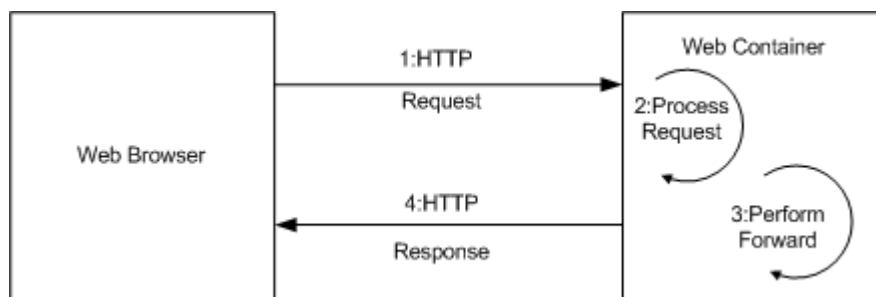 Web Browser
1:HTTP
Request
4:HTTP
Response
Web Container
2:Process
Request
3:Perform
Forward